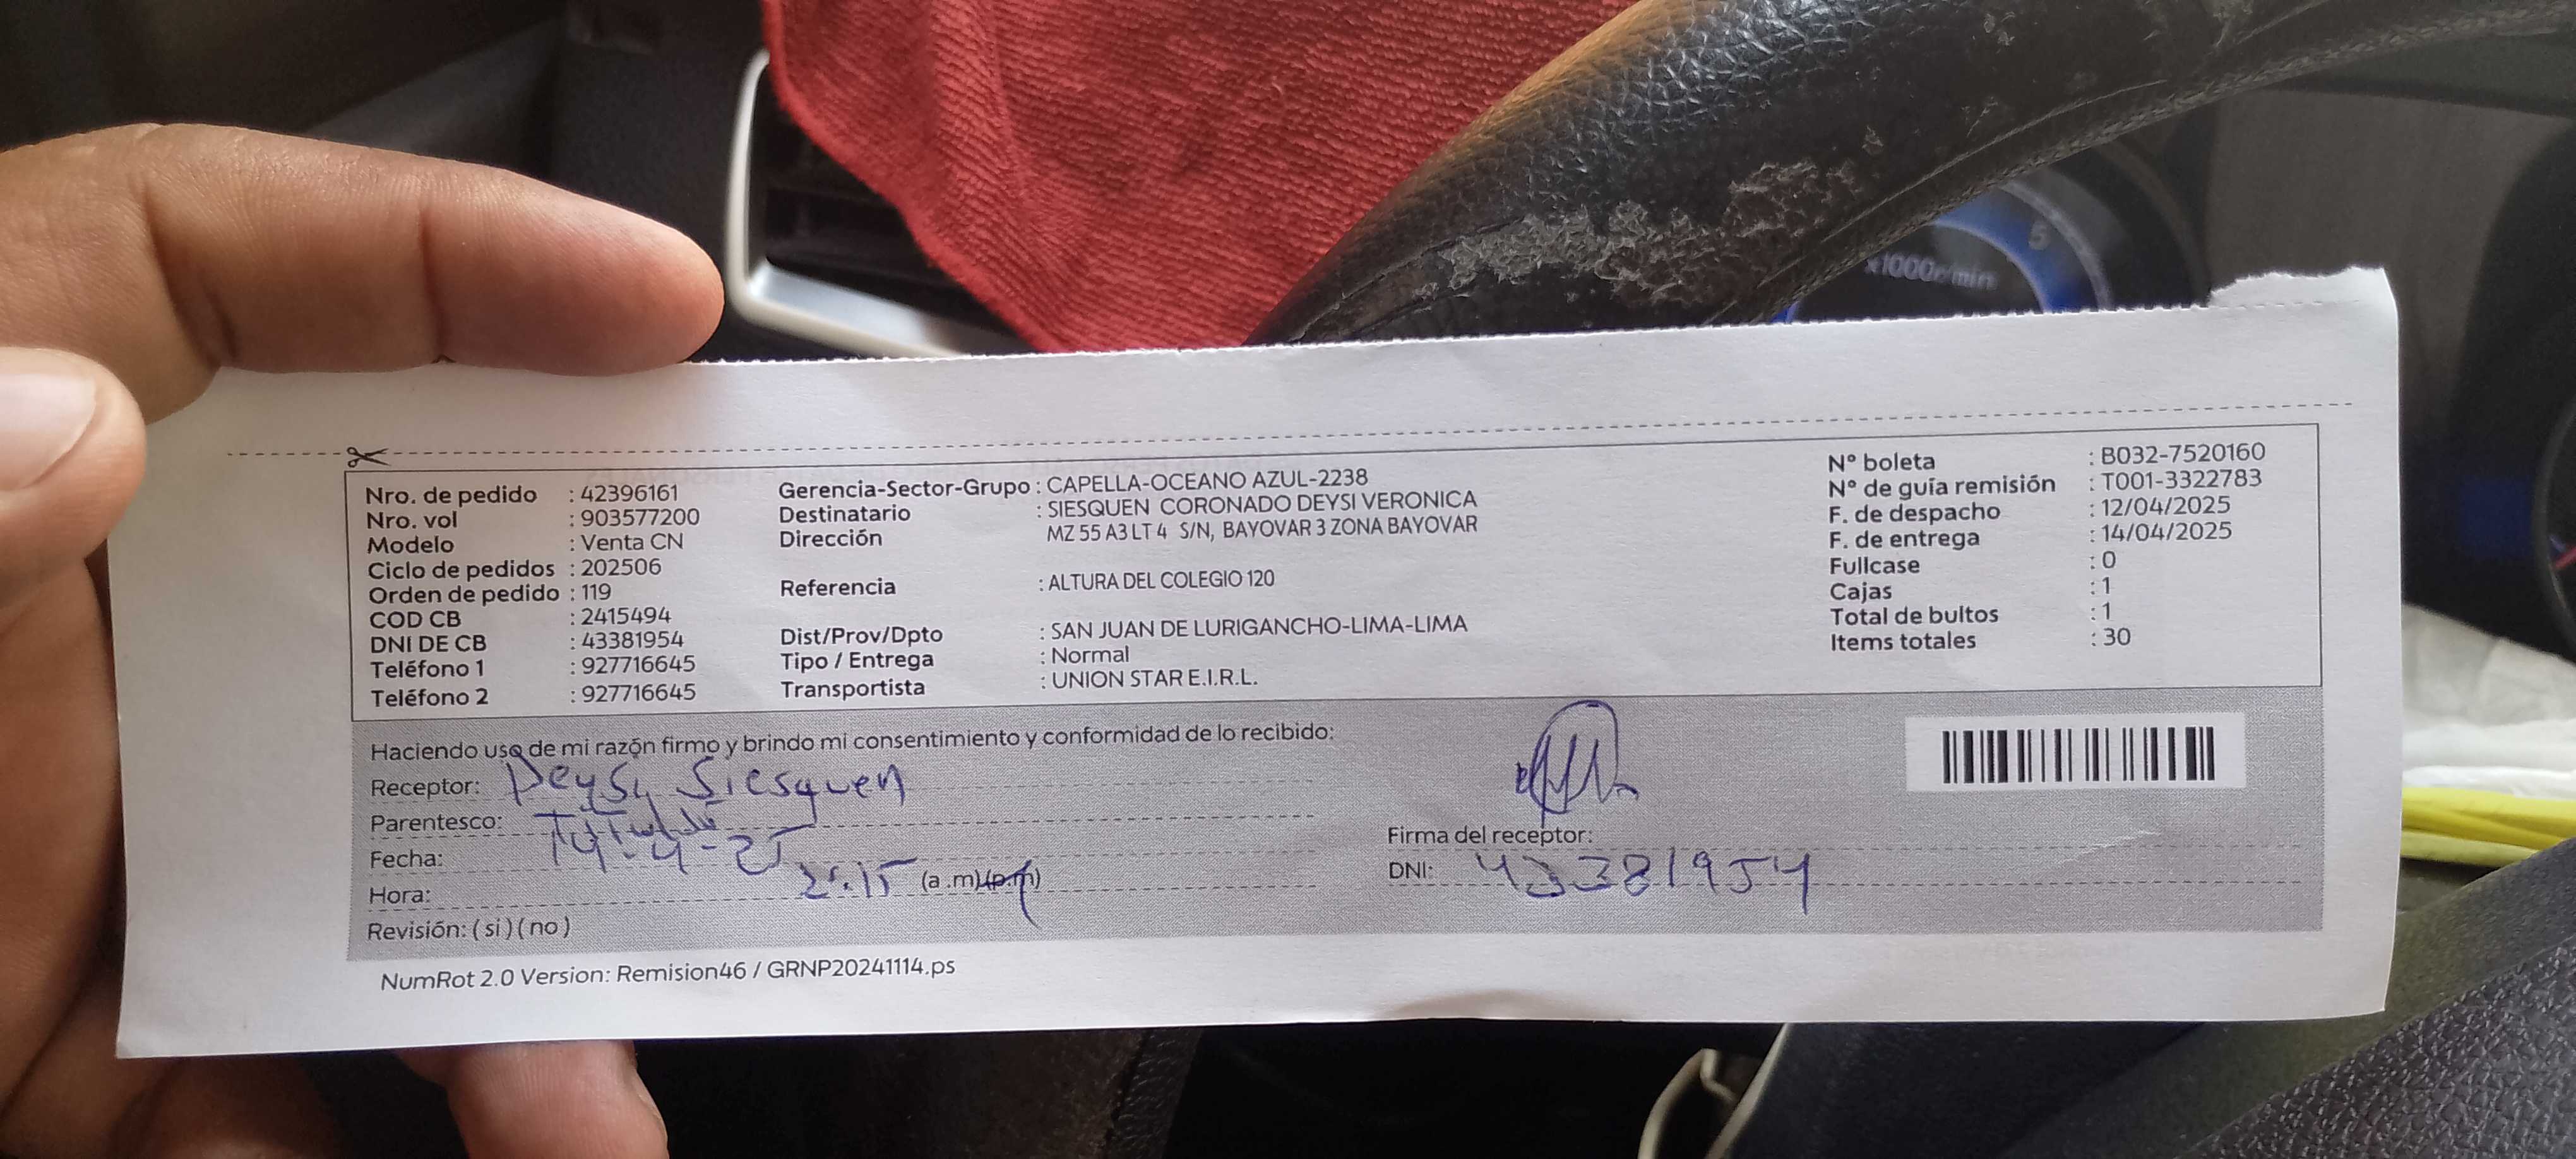 x1000r/min
5
Nro. de pedido : 42396161
Nro. vol : 903577200
Modelo : Venta CN
Ciclo de pedidos : 202506
Orden de pedido : 119
COD CB : 2415494
DNI DE CB : 43381954
Teléfono 1 : 927716645
Teléfono 2 : 927716645
Gerencia-Sector-Grupo : CAPELLA-OCEANO AZUL-2238
Destinatario : SIESQUEN CORONADO DEYSI VERONICA
Dirección MZ 55 A3 LT 4 S/N, BAYOVAR 3 ZONA BAYOVAR
Referencia : ALTURA DEL COLEGIO 120
Dist/Prov/Dpto : SAN JUAN DE LURIGANCHO-LIMA-LIMA
Tipo / Entrega : Normal
Transportista : UNION STAR E.I.R.L.
N° boleta : B032-7520160
N° de guía remisión : T001-3322783
F. de despacho : 12/04/2025
F. de entrega : 14/04/2025
Fullcase : 0
Cajas : 1
Total de bultos : 1
Items totales : 30
Haciendo uso de mi razón firmo y brindo mi consentimiento y conformidad de lo recibido:
Receptor: Deysy Siesquen
Parentesco: Titular
Fecha: 14-4-25
Hora: :15 (a .m)(p.m)
Revisión: ( si ) ( no )
Firma del receptor:
DNI: 43381954
NumRot 2.0 Version: Remision46 / GRNP20241114.ps